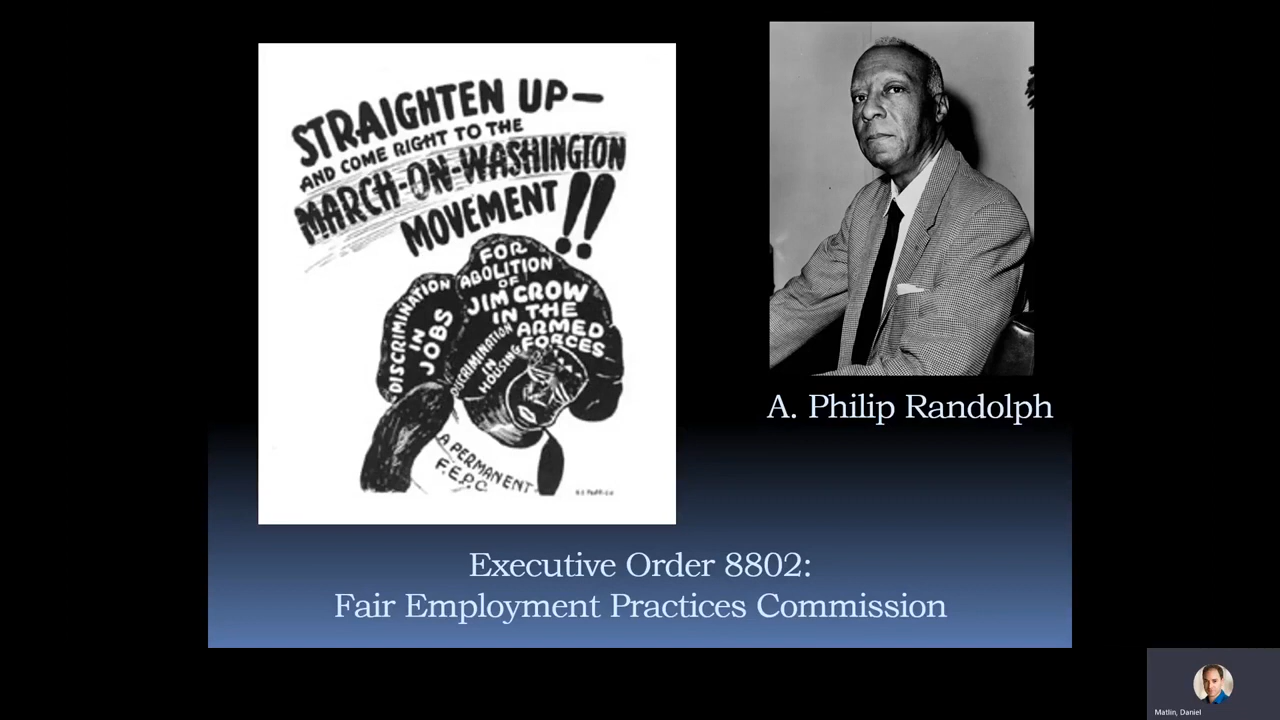 STRAIGHTEN UP—
AND COME RIGHT TO THE
MARCH-ON-WASHINGTON
MOVEMENT!!
DISCRIMINATION
IN
JOBS
FOR
ABOLITION
OF
JIM CROW
IN THE
ARMED
FORCES
DISCRIMINATION
IN
HOUSING
A PERMANENT
F.E.P.C.
A. Philip Randolph
Executive Order 8802:
Fair Employment Practices Commission
Matlin, Daniel